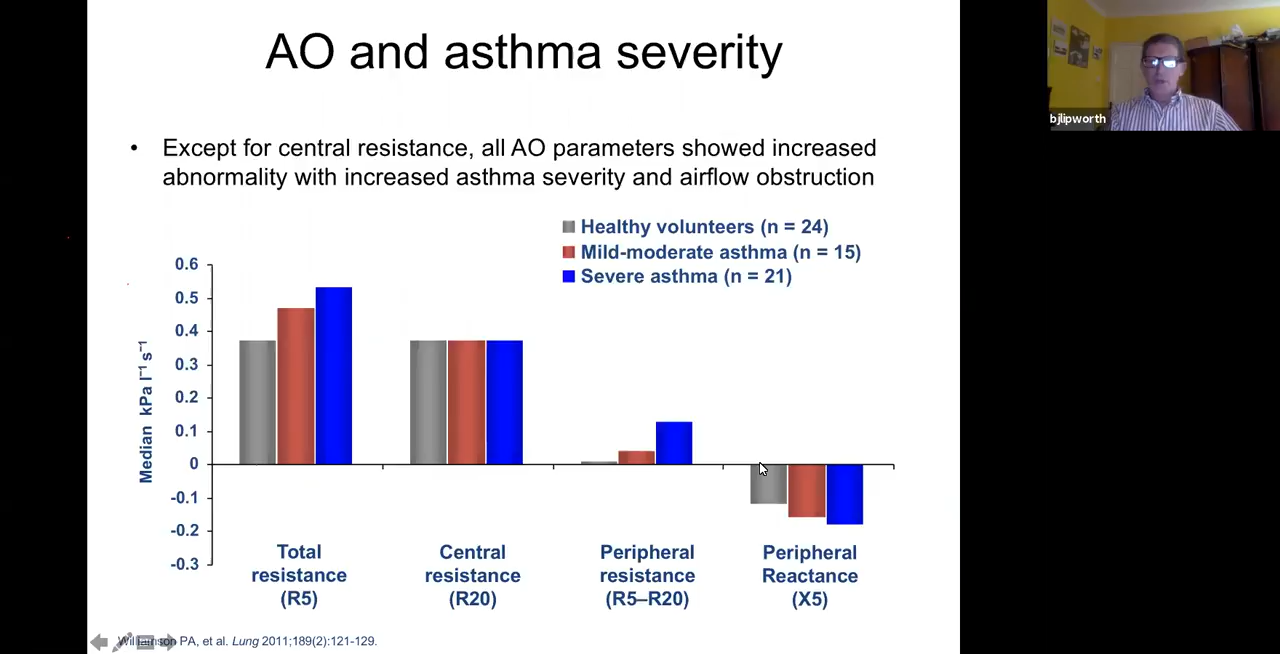 AO and asthma severity
• Except for central resistance, all AO parameters showed increased
abnormality with increased asthma severity and airflow obstruction
Healthy volunteers (n = 24)
Mild-moderate asthma (n = 15)
Severe asthma (n = 21)
Median kPa l⁻¹ s⁻¹
0.6
0.5
0.4
0.3
0.2
0.1
0
-0.1
-0.2
-0.3
Total
resistance
(R5)
Central
resistance
(R20)
Peripheral
resistance
(R5–R20)
Peripheral
Reactance
(X5)
Williamson PA, et al. Lung 2011;189(2):121-129.
bjlipworth